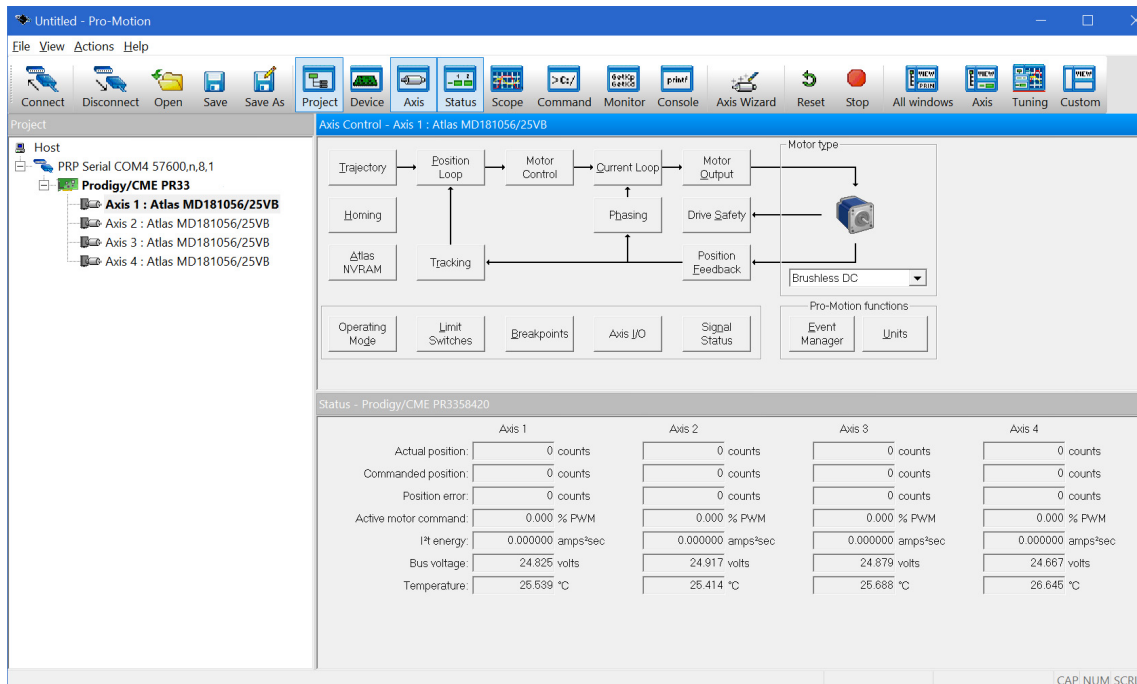 Untitled - Pro-Motion
File View Actions Help
Connect Disconnect Open Save Save As Project Device Axis Status Scope Command Monitor Console Axis Wizard Reset Stop All windows Axis Tuning Custom
Project
Host
PRP Serial COM4 57600,n,8,1
Prodigy/CME PR33
Axis 1 : Atlas MD181056/25VB
Axis 2 : Atlas MD181056/25VB
Axis 3 : Atlas MD181056/25VB
Axis 4 : Atlas MD181056/25VB
Axis Control - Axis 1 : Atlas MD181056/25VB
Motor type
Trajectory
Position
Loop
Motor
Control
Current Loop
Motor
Output
Homing
Phasing
Drive Safety
Atlas
NVRAM
Tracking
Position
Feedback
Brushless DC
Operating
Mode
Limit
Switches
Breakpoints
Axis I/O
Signal
Status
Pro-Motion functions
Event
Manager
Units
Status - Prodigy/CME PR3358420
Axis 1 Axis 2 Axis 3 Axis 4
Actual position: 0 counts 0 counts 0 counts 0 counts
Commanded position: 0 counts 0 counts 0 counts 0 counts
Position error: 0 counts 0 counts 0 counts 0 counts
Active motor command: 0.000 % PWM 0.000 % PWM 0.000 % PWM 0.000 % PWM
I²t energy: 0.000000 amps²sec 0.000000 amps²sec 0.000000 amps²sec 0.000000 amps²sec
Bus voltage: 24.825 volts 24.917 volts 24.879 volts 24.667 volts
Temperature: 25.539 °C 25.414 °C 25.688 °C 26.645 °C
CAP NUM SCRI